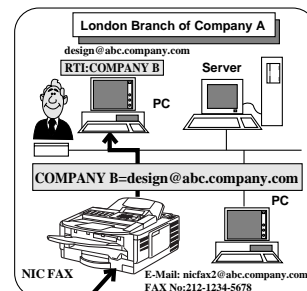 London Branch of Company A
design@abc.company.com
RTI:COMPANY B
Server
PC
COMPANY B=design@abc.company.com
PC
NIC FAX
E-Mail: nicfax2@abc.company.com
FAX No:212-1234-5678